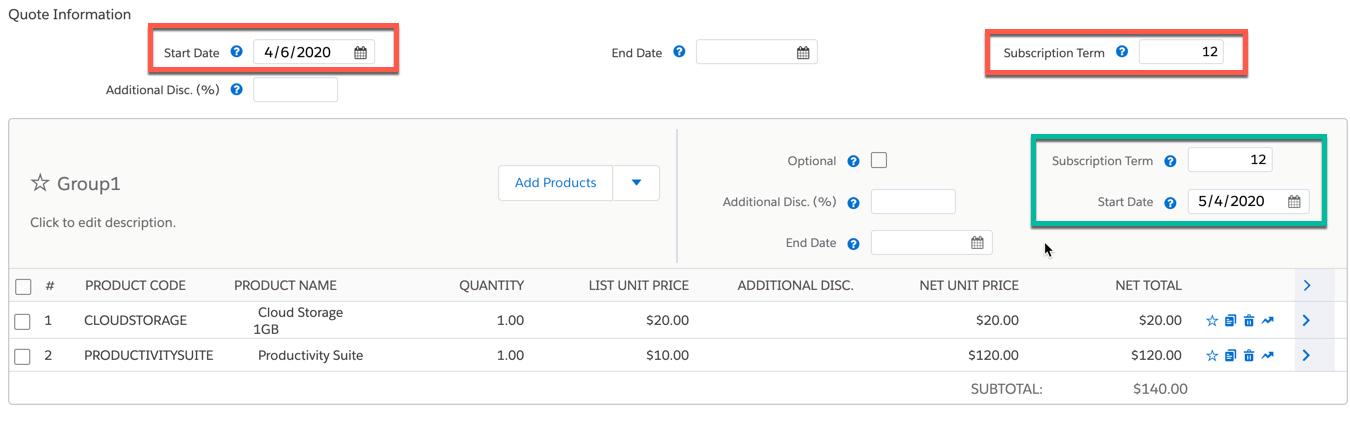 Quote Information
Start Date ? 4/6/2020 End Date ? Subscription Term ? 12
Additional Disc. (%) ?
Group1
Click to edit description.
Add Products
Optional ?
Additional Disc. (%) ?
End Date ?
Subscription Term ? 12
Start Date ? 5/4/2020
# PRODUCT CODE PRODUCT NAME QUANTITY LIST UNIT PRICE ADDITIONAL DISC. NET UNIT PRICE NET TOTAL
1 CLOUDSTORAGE Cloud Storage 1.00 $20.00 $20.00 $20.00
1GB
2 PRODUCTIVITYSUITE Productivity Suite 1.00 $10.00 $120.00 $120.00
SUBTOTAL: $140.00